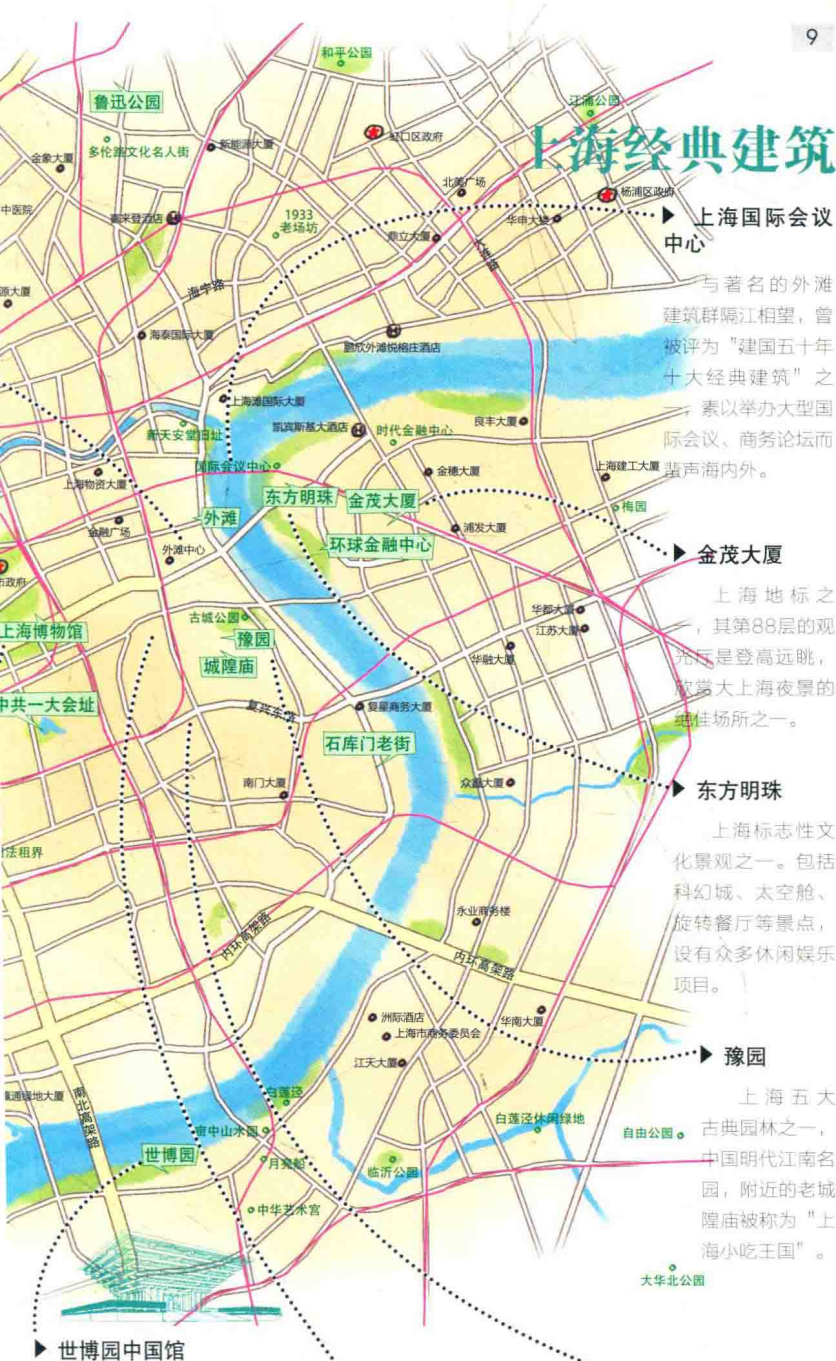 9
上海经典建筑
和平公园
鲁迅公园
江浦公园
多伦路文化名人街
新能源大厦
虹口区政府
金象大厦
北美广场
杨浦区政府
中医院
1933
老场坊
华申大楼
鼎立大厦
大连路
海宁路
源大厦
海泰国际大厦
鹏欣外滩悦榕庄酒店
上海滩国际大厦
新天安堂旧址
凯宾斯基大酒店
时代金融中心
良丰大厦
国际会议中心
金穗大厦
上海建工大厦
上海物资大厦
东方明珠
金茂大厦
梅园
外滩
金融广场
浦发大厦
外滩中心
环球金融中心
市政府
古城公园
华都大厦
上海博物馆
豫园
江苏大厦
城隍庙
华融大厦
中共一大会址
复兴东路
复星商务大厦
石库门老街
南门大厦
众鑫大厦
法租界
永业商务楼
内环高架路
内环高架路
洲际酒店
上海市商务委员会
华南大厦
江天大厦
通绿地大厦
南北高架路
白莲泾
亩中山水园
白莲泾休闲绿地
自由公园
世博园
月亮船
临沂公园
中华艺术宫
大华北公园
▶ 上海国际会议
中心
与著名的外滩
建筑群隔江相望，曾
被评为“建国五十年
十大经典建筑”之
一，素以举办大型国
际会议、商务论坛而
蜚声海内外。
▶ 金茂大厦
上海地标之
一，其第88层的观
光厅是登高远眺，
欣赏大上海夜景的
绝佳场所之一。
▶ 东方明珠
上海标志性文
化景观之一。包括
科幻城、太空舱、
旋转餐厅等景点，
设有众多休闲娱乐
项目。
▶ 豫园
上海五大
古典园林之一，
中国明代江南名
园，附近的老城
隍庙被称为“上
海小吃王国”。
▶ 世博园中国馆